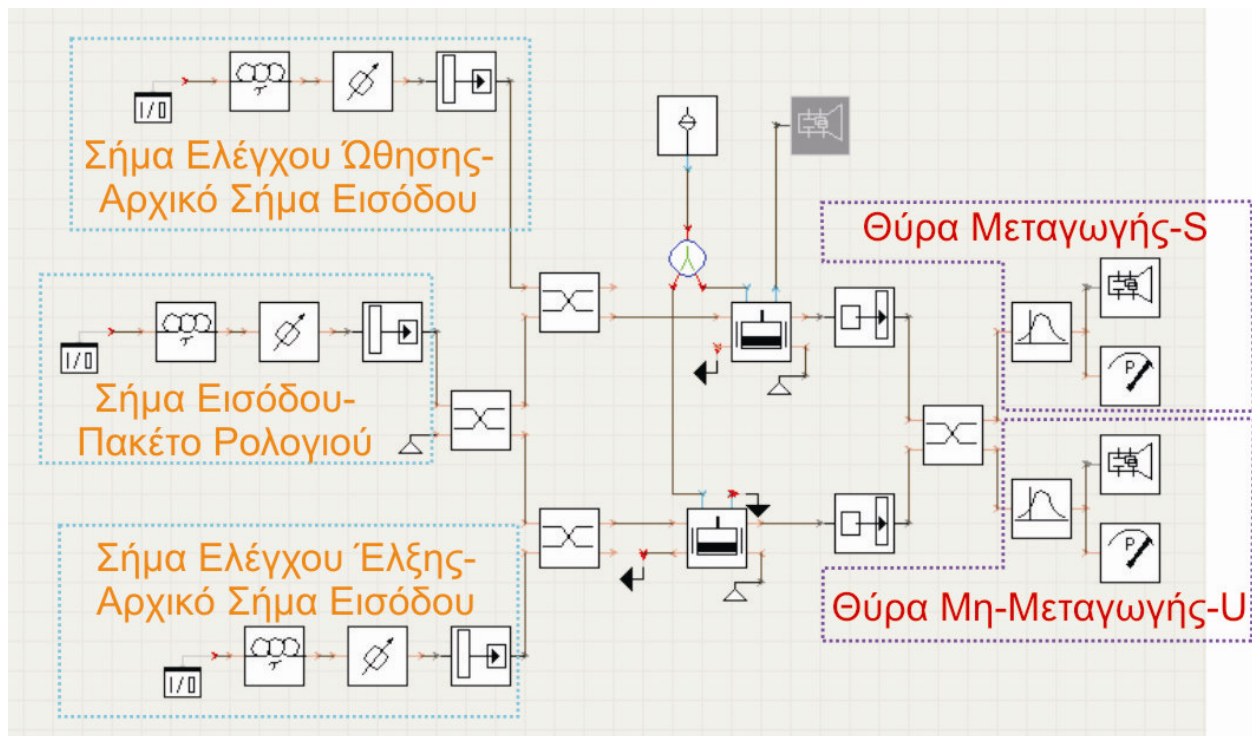 I/O
Σήμα Ελέγχου Ώθησης-
Αρχικό Σήμα Εισόδου
Θύρα Μεταγωγής-S
I/O
Σήμα Εισόδου-
Πακέτο Ρολογιού
P
Σήμα Ελέγχου Έλξης-
Αρχικό Σήμα Εισόδου
P
Θύρα Μη-Μεταγωγής-U
I/O